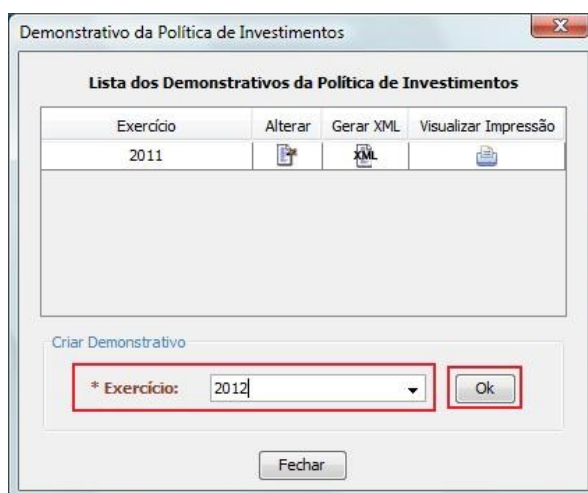 Demonstrativo da Política de Investimentos
Lista dos Demonstrativos da Política de Investimentos
Exercício Alterar Gerar XML Visualizar Impressão
2011 XML
Criar Demonstrativo
* Exercício: 2012 Ok
Fechar